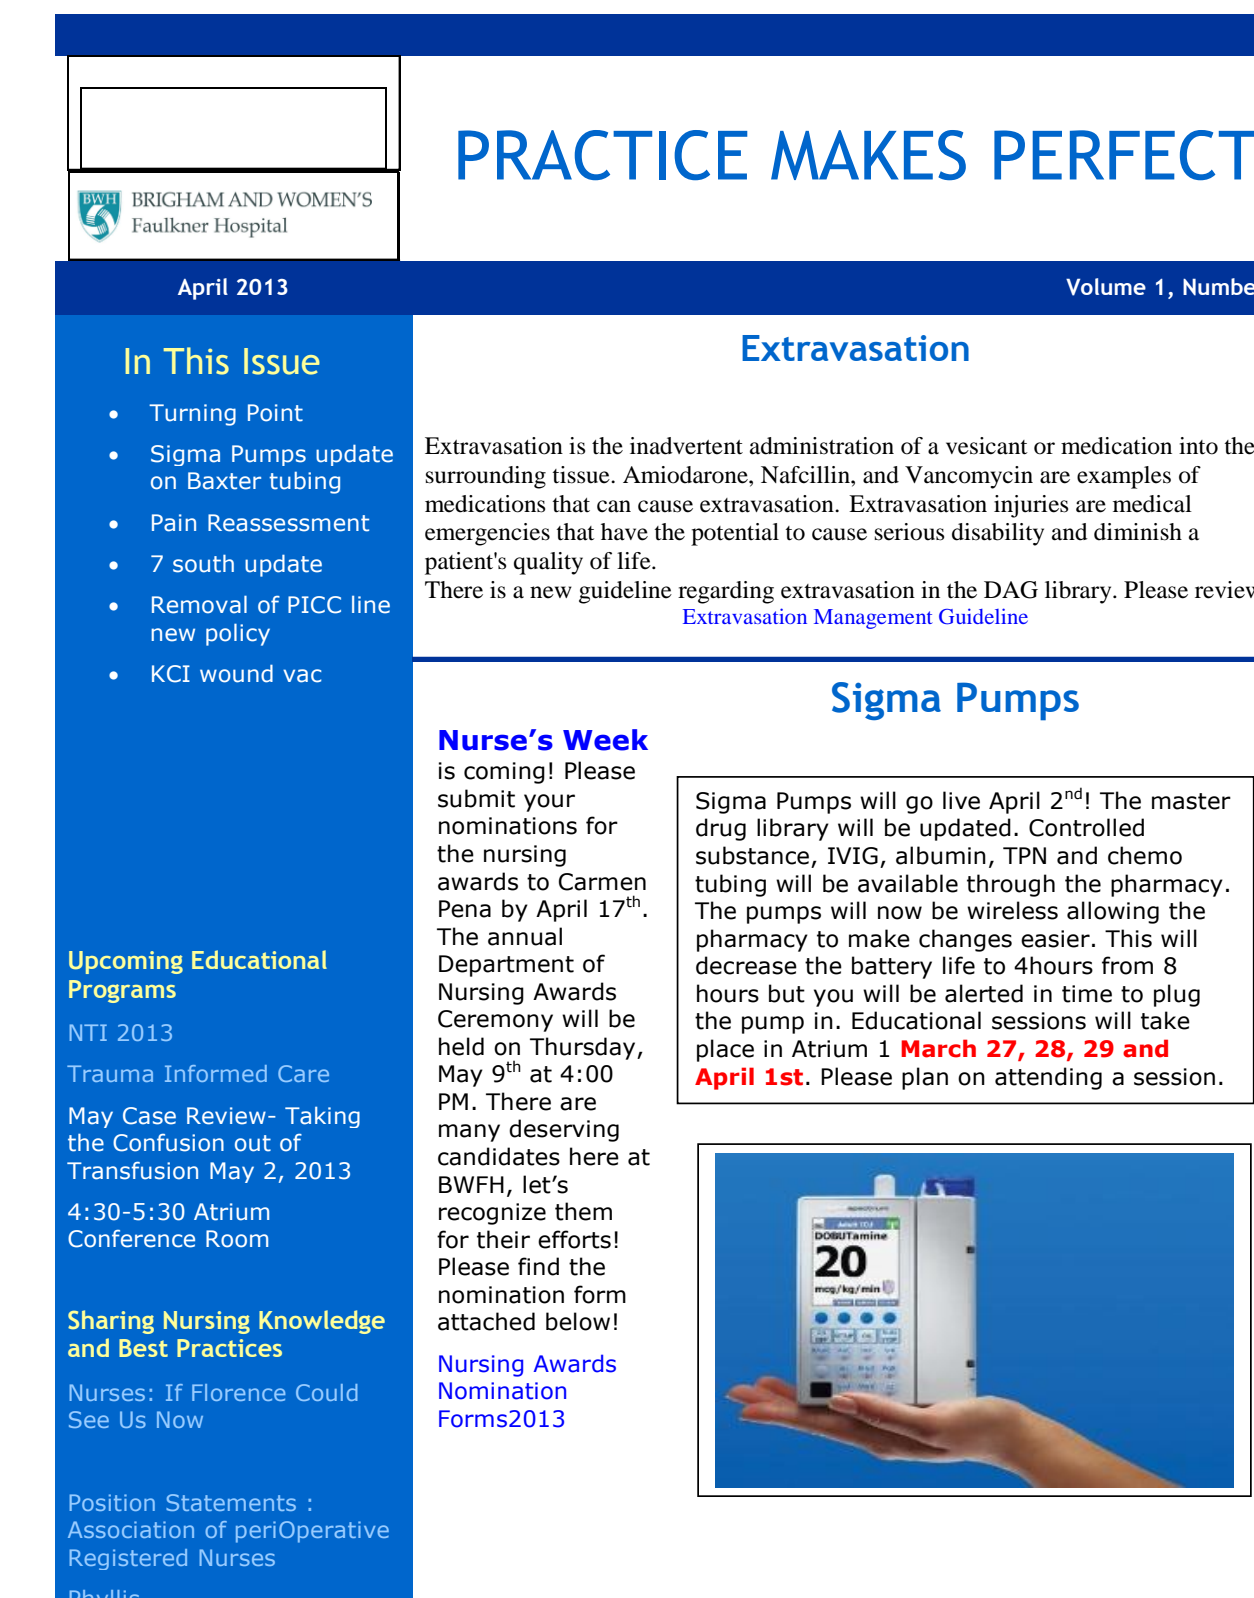 PRACTICE MAKES PERFECT
BWH
BRIGHAM AND WOMEN'S
Faulkner Hospital
April 2013
Volume 1, Numbe
In This Issue
• Turning Point
• Sigma Pumps update
on Baxter tubing
• Pain Reassessment
• 7 south update
• Removal of PICC line
new policy
• KCI wound vac
Upcoming Educational
Programs
NTI 2013
Trauma Informed Care
May Case Review- Taking
the Confusion out of
Transfusion May 2, 2013
4:30-5:30 Atrium
Conference Room
Sharing Nursing Knowledge
and Best Practices
Nurses: If Florence Could
See Us Now
Position Statements :
Association of periOperative
Registered Nurses
Phyllis
Extravasation
Extravasation is the inadvertent administration of a vesicant or medication into the
surrounding tissue. Amiodarone, Nafcillin, and Vancomycin are examples of
medications that can cause extravasation. Extravasation injuries are medical
emergencies that have the potential to cause serious disability and diminish a
patient's quality of life.
There is a new guideline regarding extravasation in the DAG library. Please review
Extravasation Management Guideline
Nurse’s Week
is coming! Please
submit your
nominations for
the nursing
awards to Carmen
Pena by April 17th.
The annual
Department of
Nursing Awards
Ceremony will be
held on Thursday,
May 9th at 4:00
PM. There are
many deserving
candidates here at
BWFH, let’s
recognize them
for their efforts!
Please find the
nomination form
attached below!
Nursing Awards
Nomination
Forms2013
Sigma Pumps
Sigma Pumps will go live April 2nd! The master
drug library will be updated. Controlled
substance, IVIG, albumin, TPN and chemo
tubing will be available through the pharmacy.
The pumps will now be wireless allowing the
pharmacy to make changes easier. This will
decrease the battery life to 4hours from 8
hours but you will be alerted in time to plug
the pump in. Educational sessions will take
place in Atrium 1 March 27, 28, 29 and
April 1st. Please plan on attending a session.
Adult ICU
DOBUTamine
20
mcg/kg/min